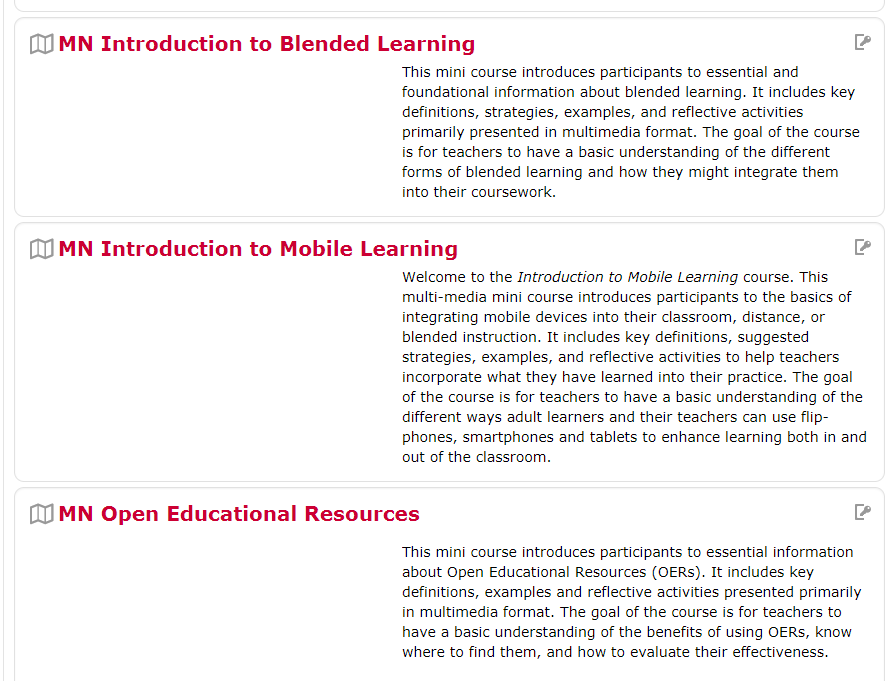 MN Introduction to Blended Learning
This mini course introduces participants to essential and
foundational information about blended learning. It includes key
definitions, strategies, examples, and reflective activities
primarily presented in multimedia format. The goal of the course
is for teachers to have a basic understanding of the different
forms of blended learning and how they might integrate them
into their coursework.
MN Introduction to Mobile Learning
Welcome to the Introduction to Mobile Learning course. This
multi-media mini course introduces participants to the basics of
integrating mobile devices into their classroom, distance, or
blended instruction. It includes key definitions, suggested
strategies, examples, and reflective activities to help teachers
incorporate what they have learned into their practice. The goal
of the course is for teachers to have a basic understanding of the
different ways adult learners and their teachers can use flip-
phones, smartphones and tablets to enhance learning both in and
out of the classroom.
MN Open Educational Resources
This mini course introduces participants to essential information
about Open Educational Resources (OERs). It includes key
definitions, examples and reflective activities presented primarily
in multimedia format. The goal of the course is for teachers to
have a basic understanding of the benefits of using OERs, know
where to find them, and how to evaluate their effectiveness.